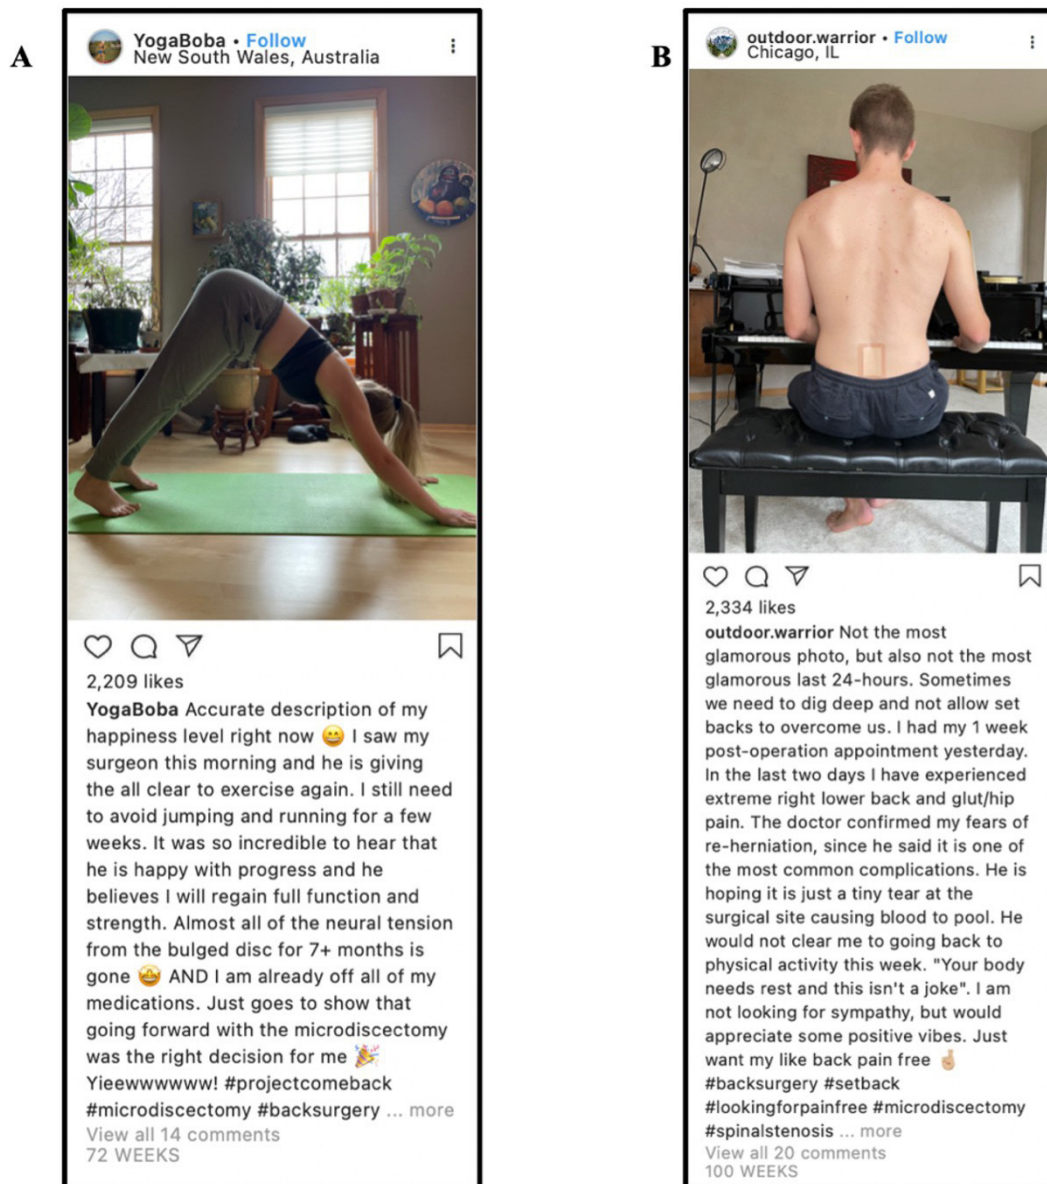 A
YogaBoba • Follow
New South Wales, Australia
2,209 likes
YogaBoba Accurate description of my
happiness level right now 😀 I saw my
surgeon this morning and he is giving
the all clear to exercise again. I still need
to avoid jumping and running for a few
weeks. It was so incredible to hear that
he is happy with progress and he
believes I will regain full function and
strength. Almost all of the neural tension
from the bulged disc for 7+ months is
gone 🤩 AND I am already off all of my
medications. Just goes to show that
going forward with the microdiscectomy
was the right decision for me 🎉
Yieewwwwww! #projectcomeback
#microdiscectomy #backsurgery ... more
View all 14 comments
72 WEEKS
B
outdoor.warrior • Follow
Chicago, IL
2,334 likes
outdoor.warrior Not the most
glamorous photo, but also not the most
glamorous last 24-hours. Sometimes
we need to dig deep and not allow set
backs to overcome us. I had my 1 week
post-operation appointment yesterday.
In the last two days I have experienced
extreme right lower back and glut/hip
pain. The doctor confirmed my fears of
re-herniation, since he said it is one of
the most common complications. He is
hoping it is just a tiny tear at the
surgical site causing blood to pool. He
would not clear me to going back to
physical activity this week. "Your body
needs rest and this isn't a joke". I am
not looking for sympathy, but would
appreciate some positive vibes. Just
want my like back pain free 🤞🏼
#backsurgery #setback
#lookingforpainfree #microdiscectomy
#spinalstenosis ... more
View all 20 comments
100 WEEKS